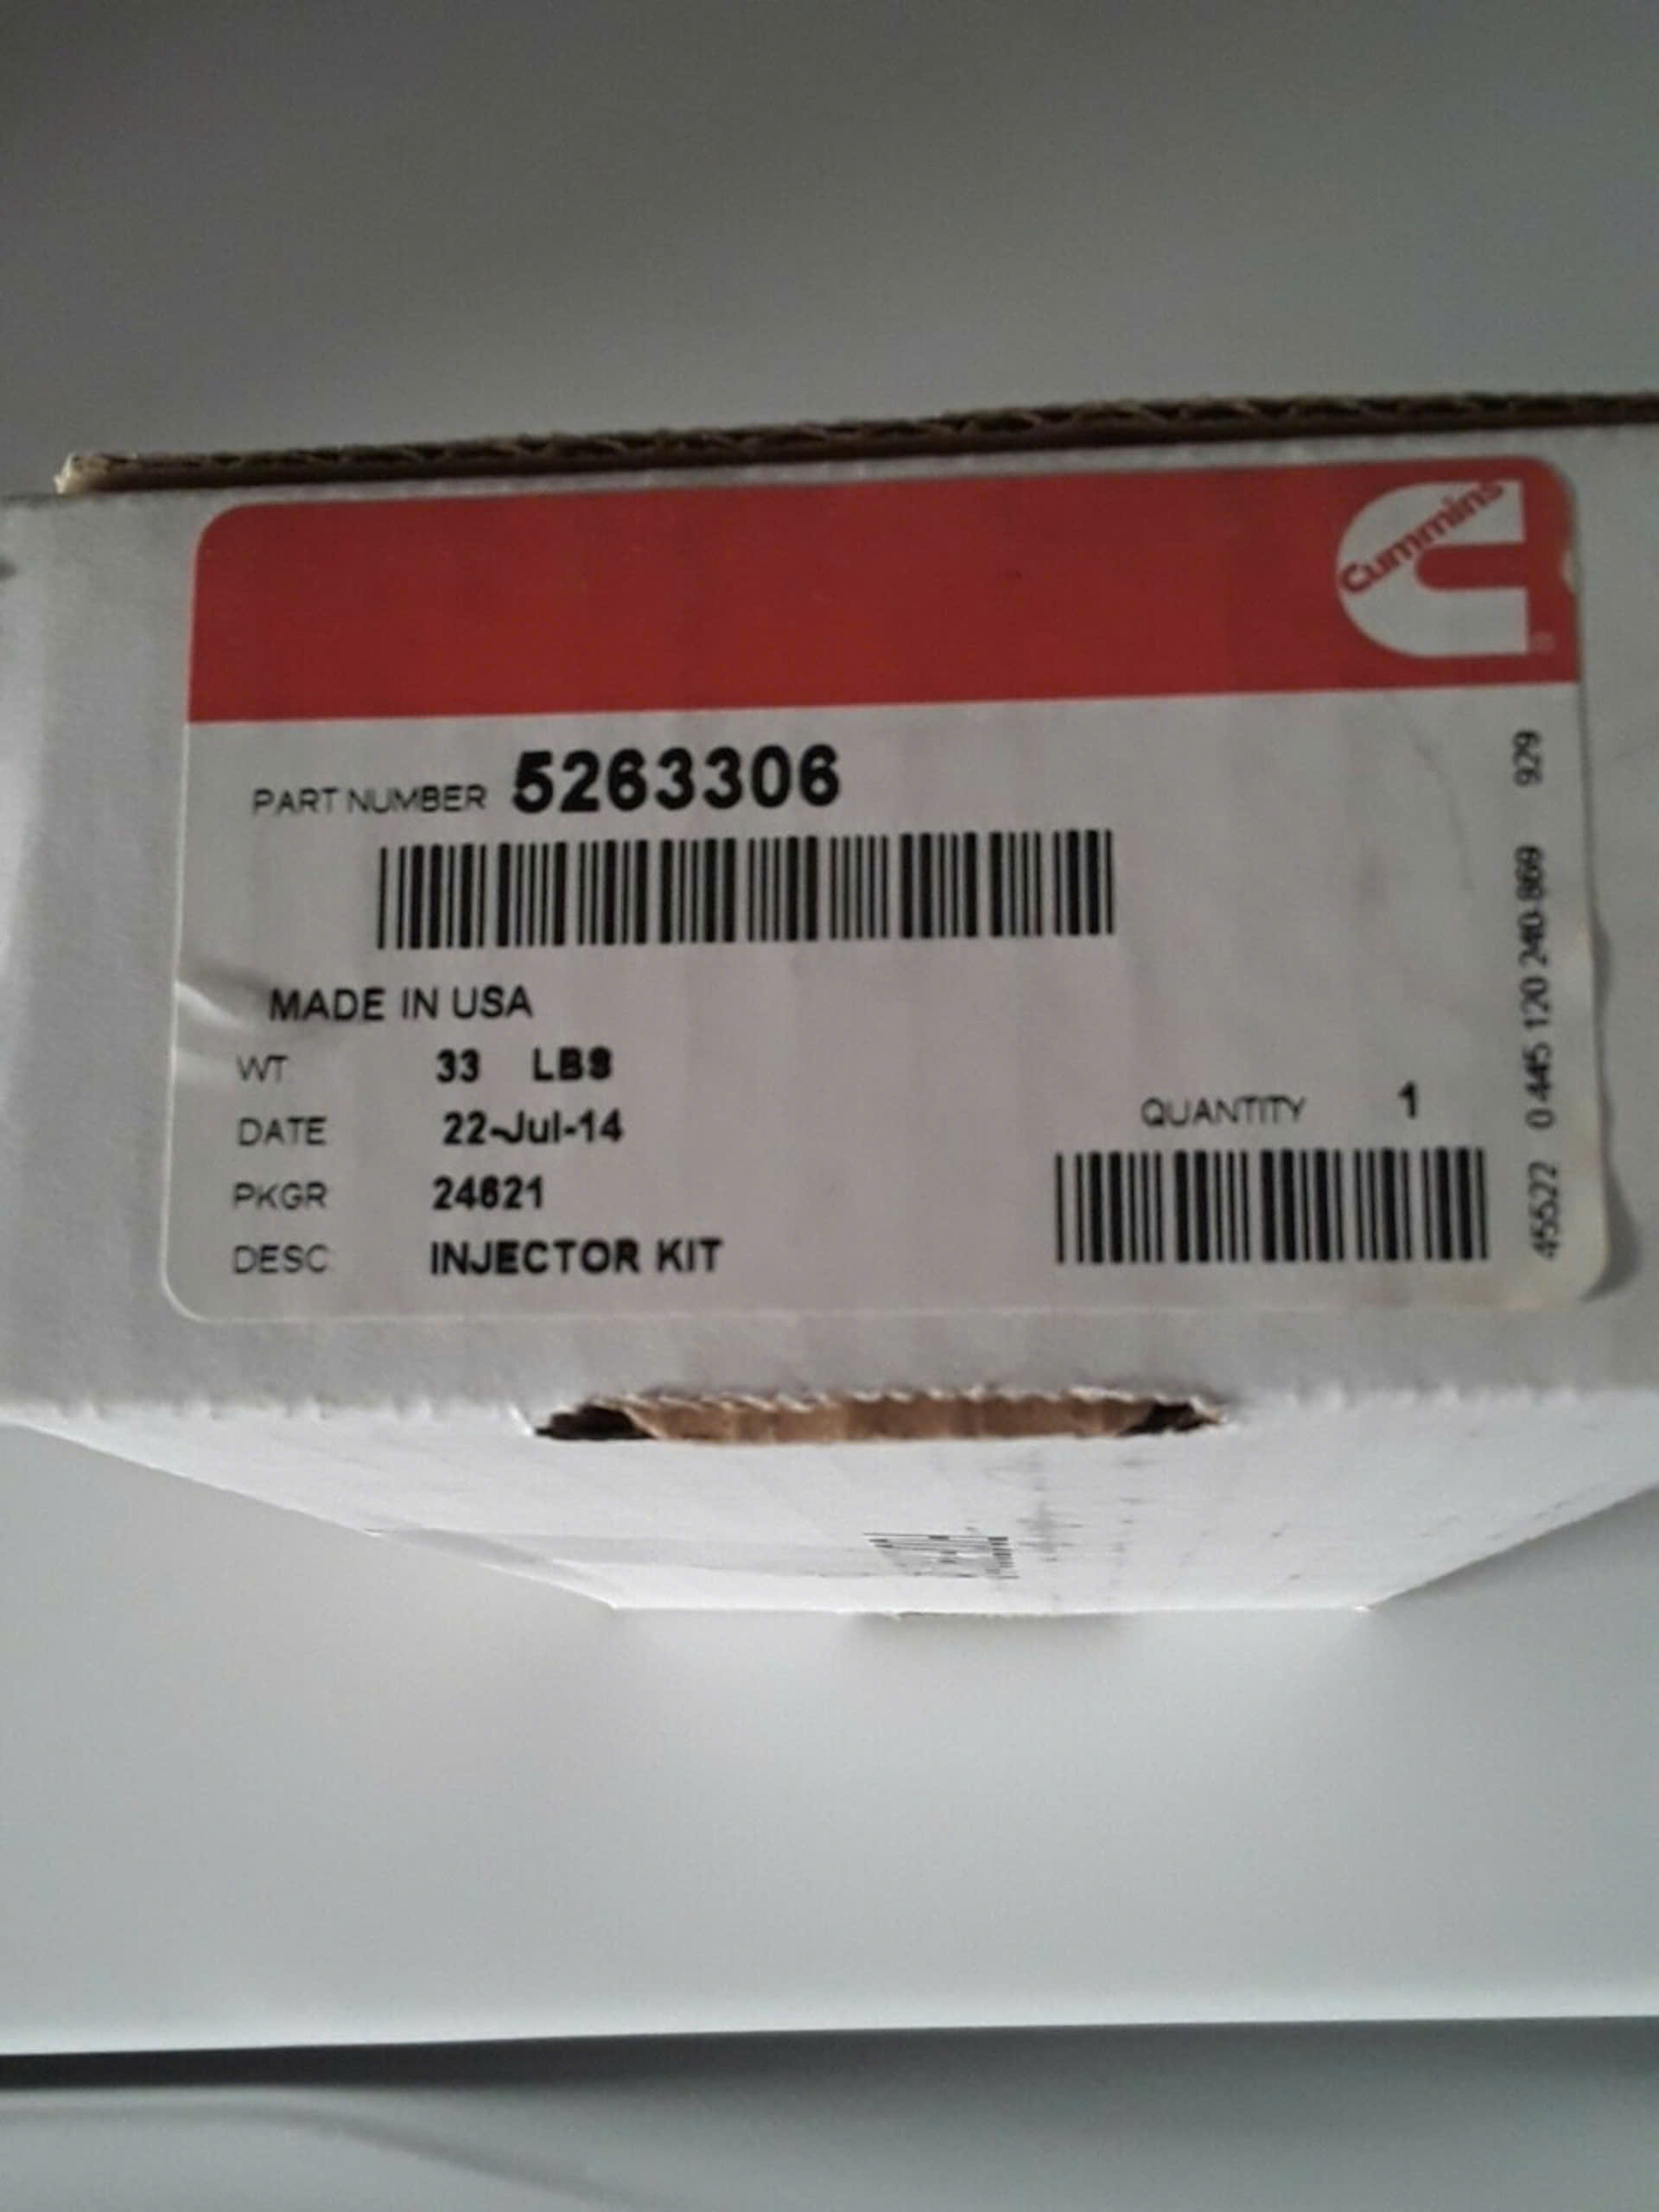 Cummins
PART NUMBER 5263306
MADE IN USA
WT 33 LBS
DATE 22-Jul-14
PKGR 24621
DESC INJECTOR KIT
QUANTITY 1
45522 0 445 120 240-869 929